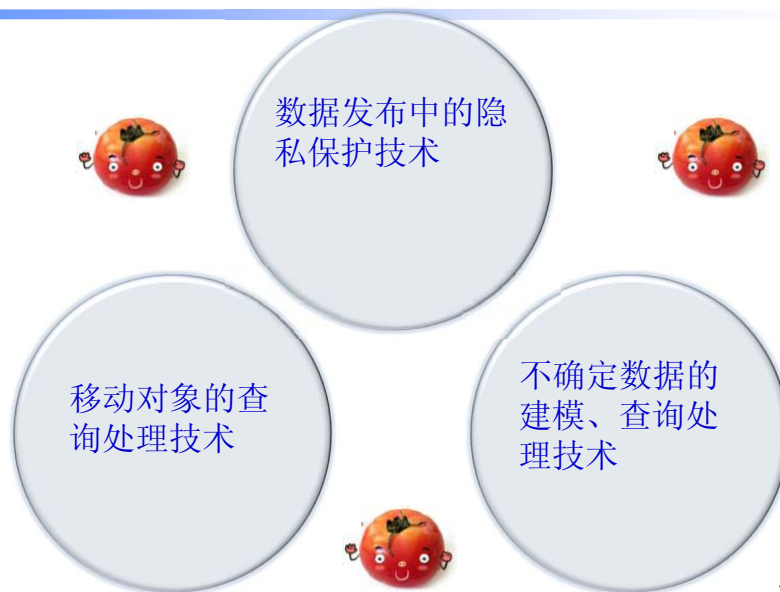 数据发布中的隐
私保护技术
移动对象的查
询处理技术
不确定数据的
建模、查询处
理技术